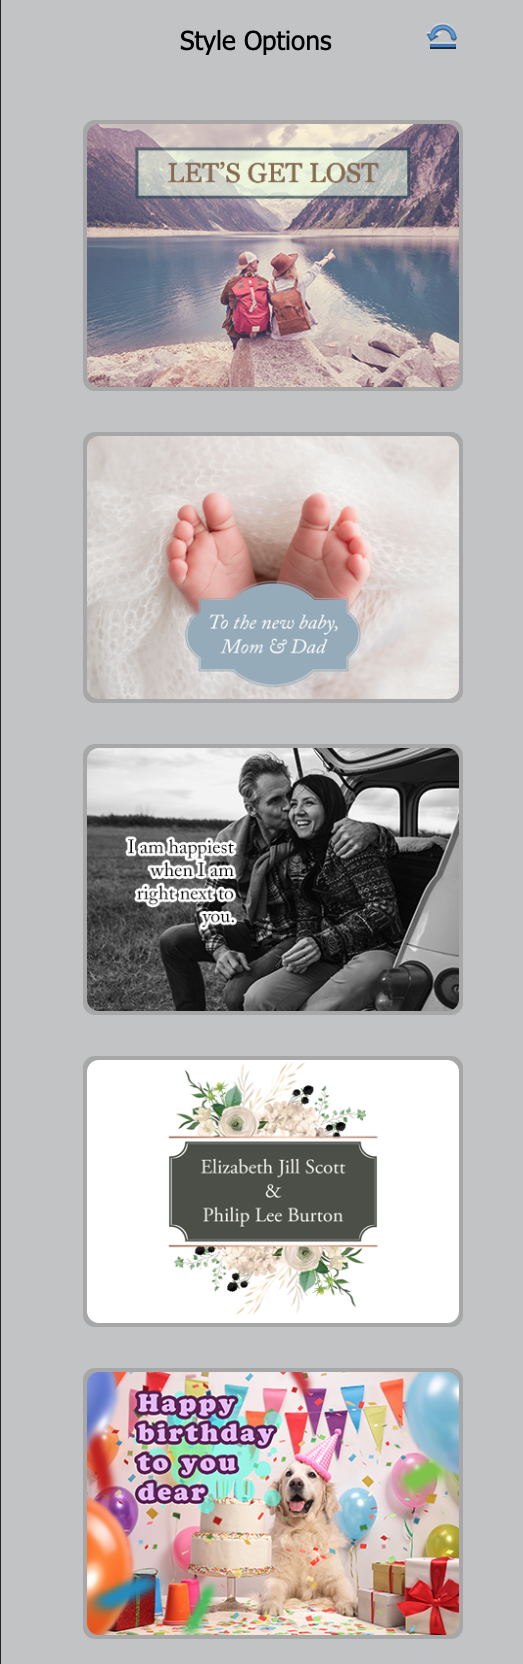 Style Options
LET'S GET LOST
To the new baby,
Mom & Dad
I am happiest
when I am
right next to
you.
Elizabeth Jill Scott
&
Philip Lee Burton
Happy
birthday
to you
dear